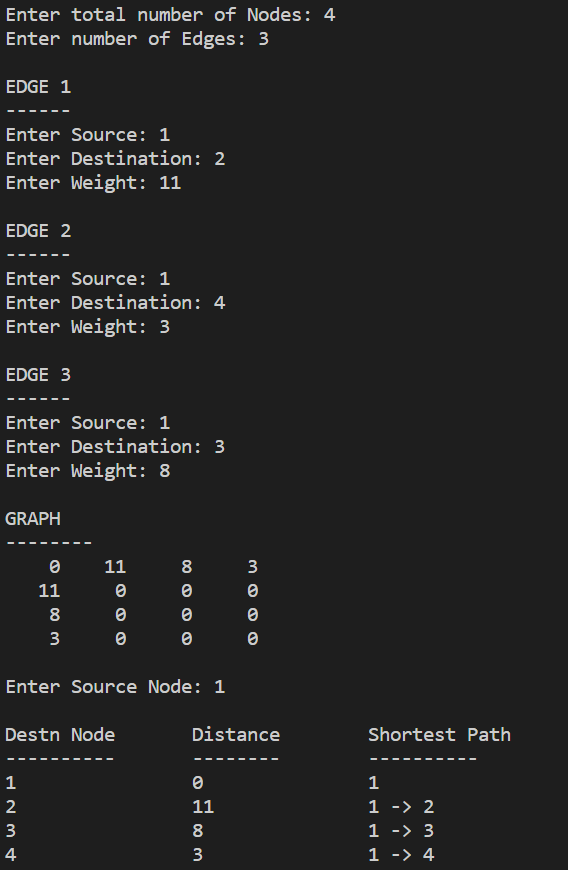 Enter total number of Nodes: 4
Enter number of Edges: 3

EDGE 1
------
Enter Source: 1
Enter Destination: 2
Enter Weight: 11

EDGE 2
------
Enter Source: 1
Enter Destination: 4
Enter Weight: 3

EDGE 3
------
Enter Source: 1
Enter Destination: 3
Enter Weight: 8

GRAPH
--------
    0    11     8     3
   11     0     0     0
    8     0     0     0
    3     0     0     0

Enter Source Node: 1

Destn Node       Distance        Shortest Path
----------       --------        ----------
1                0               1
2                11              1 -> 2
3                8               1 -> 3
4                3               1 -> 4